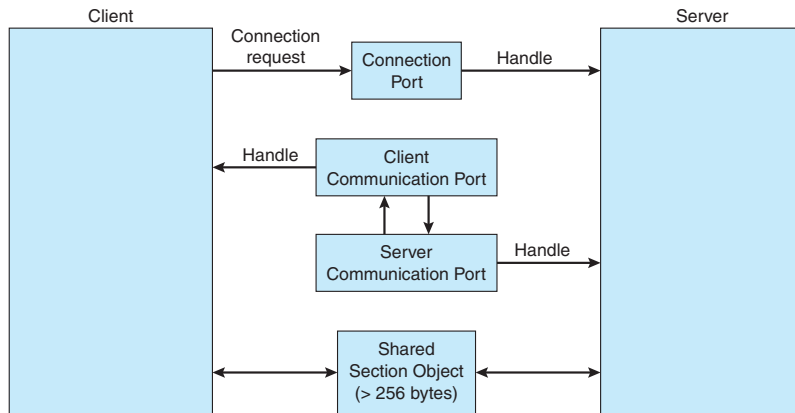 Client
Server
Connection
request
Connection
Port
Handle
Handle
Client
Communication Port
Server
Communication Port
Handle
Shared
Section Object
(> 256 bytes)